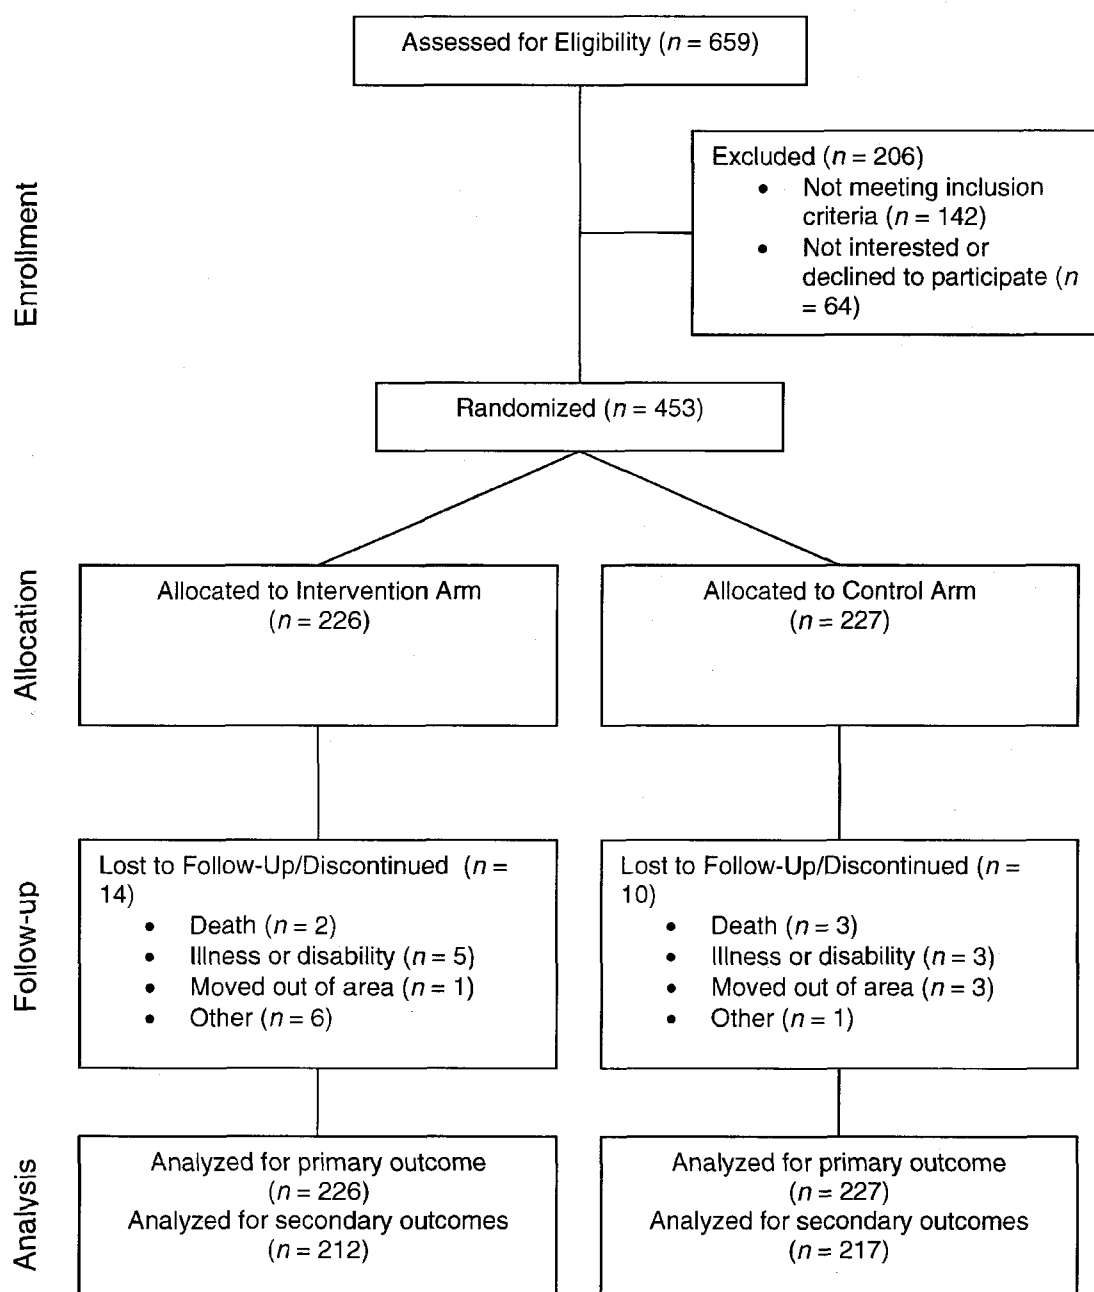 Assessed for Eligibility (n = 659)
Enrollment
Excluded (n = 206)
• Not meeting inclusion
criteria (n = 142)
• Not interested or
declined to participate (n
= 64)
Randomized (n = 453)
Allocation
Allocated to Intervention Arm
(n = 226)
Allocated to Control Arm
(n = 227)
Follow-up
Lost to Follow-Up/Discontinued (n =
14)
• Death (n = 2)
• Illness or disability (n = 5)
• Moved out of area (n = 1)
• Other (n = 6)
Lost to Follow-Up/Discontinued (n =
10)
• Death (n = 3)
• Illness or disability (n = 3)
• Moved out of area (n = 3)
• Other (n = 1)
Analysis
Analyzed for primary outcome
(n = 226)
Analyzed for secondary outcomes
(n = 212)
Analyzed for primary outcome
(n = 227)
Analyzed for secondary outcomes
(n = 217)